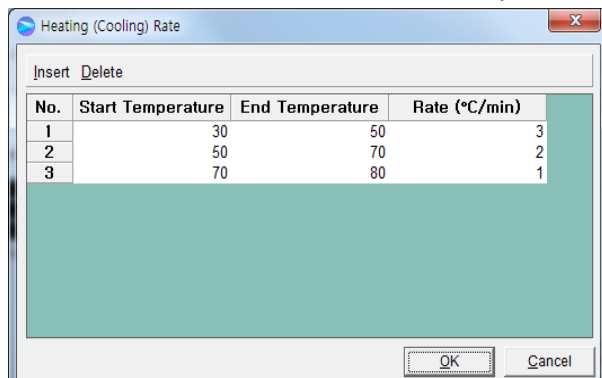 Heating (Cooling) Rate
Insert Delete
No. Start Temperature End Temperature Rate (°C/min)
1 30 50 3
2 50 70 2
3 70 80 1
OK Cancel